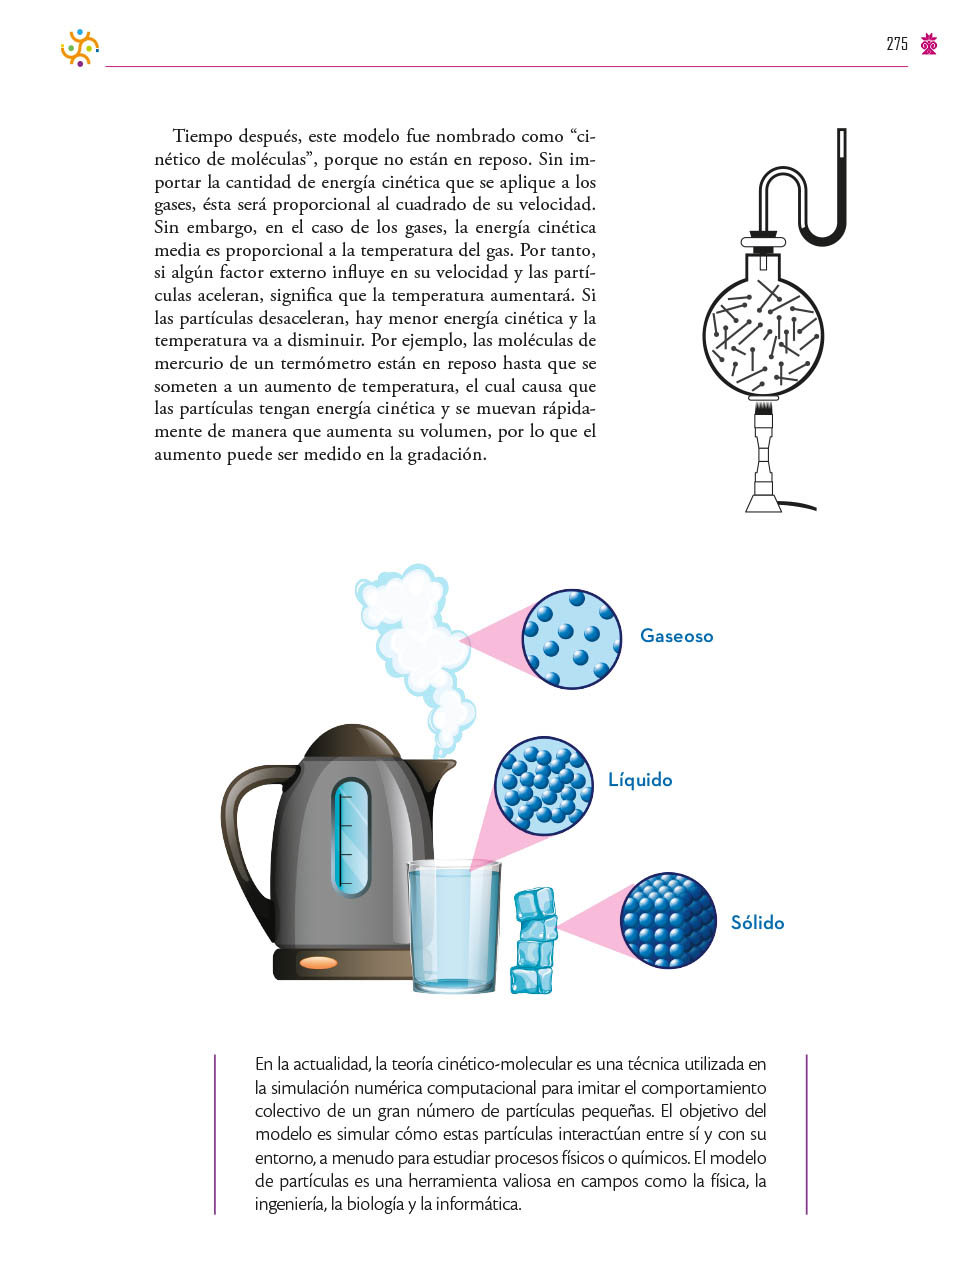 275
Tiempo después, este modelo fue nombrado como “ci-
nético de moléculas”, porque no están en reposo. Sin im-
portar la cantidad de energía cinética que se aplique a los
gases, ésta será proporcional al cuadrado de su velocidad.
Sin embargo, en el caso de los gases, la energía cinética
media es proporcional a la temperatura del gas. Por tanto,
si algún factor externo influye en su velocidad y las partí-
culas aceleran, significa que la temperatura aumentará. Si
las partículas desaceleran, hay menor energía cinética y la
temperatura va a disminuir. Por ejemplo, las moléculas de
mercurio de un termómetro están en reposo hasta que se
someten a un aumento de temperatura, el cual causa que
las partículas tengan energía cinética y se muevan rápida-
mente de manera que aumenta su volumen, por lo que el
aumento puede ser medido en la gradación.
Gaseoso
Líquido
Sólido
En la actualidad, la teoría cinético-molecular es una técnica utilizada en
la simulación numérica computacional para imitar el comportamiento
colectivo de un gran número de partículas pequeñas. El objetivo del
modelo es simular cómo estas partículas interactúan entre sí y con su
entorno, a menudo para estudiar procesos físicos o químicos. El modelo
de partículas es una herramienta valiosa en campos como la física, la
ingeniería, la biología y la informática.